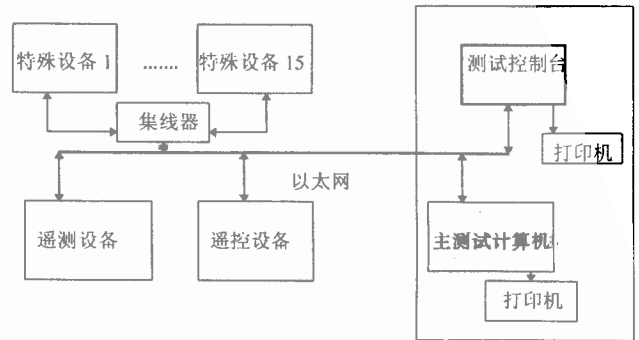 特殊设备 1
.......
特殊设备 15
测试控制台
集线器
打印机
以太网
遥测设备
遥控设备
主测试计算机
打印机